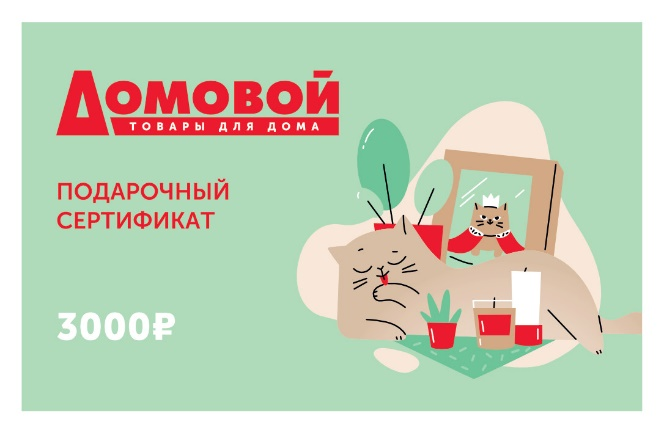 ДОМОВОЙ
ТОВАРЫ ДЛЯ ДОМА
ПОДАРОЧНЫЙ
СЕРТИФИКАТ
3000₽